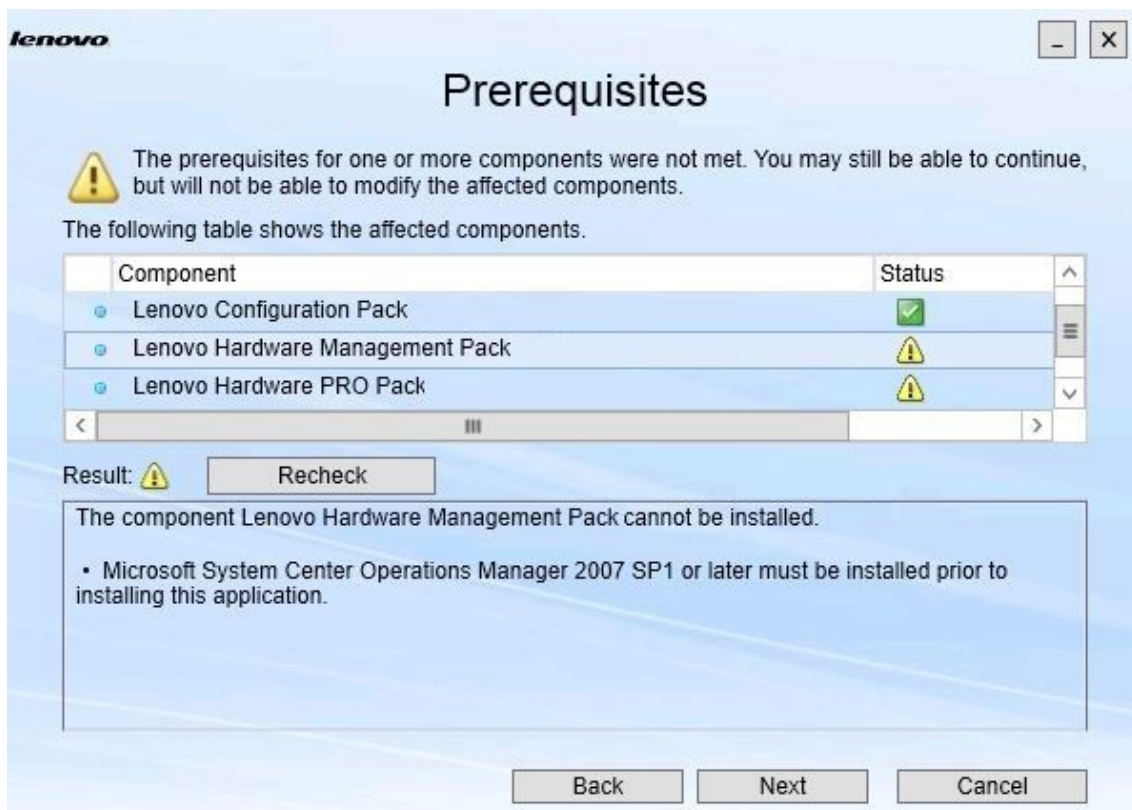 lenovo
Prerequisites
The prerequisites for one or more components were not met. You may still be able to continue,
but will not be able to modify the affected components.
The following table shows the affected components.
Component Status
Lenovo Configuration Pack
Lenovo Hardware Management Pack
Lenovo Hardware PRO Pack
Result: Recheck
The component Lenovo Hardware Management Pack cannot be installed.
• Microsoft System Center Operations Manager 2007 SP1 or later must be installed prior to
installing this application.
Back Next Cancel